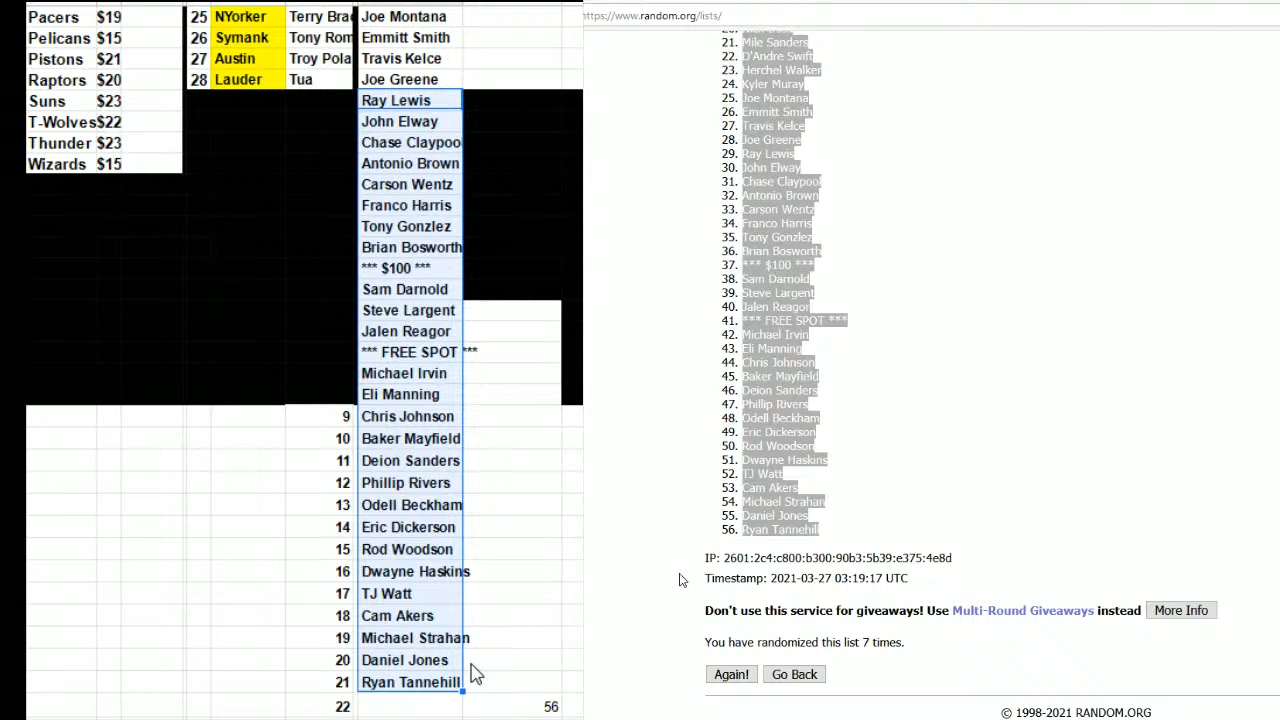 Pacers $19 25 NYorker Terry Bra Joe Montana
Pelicans $15 26 Symank Tony Rom Emmitt Smith
Pistons $21 27 Austin Troy Pola Travis Kelce
Raptors $20 28 Lauder Tua Joe Greene
Suns $23 Ray Lewis
T-Wolves $22 John Elway
Thunder $23 Chase Claypool
Wizards $15 Antonio Brown
Carson Wentz
Franco Harris
Tony Gonzlez
Brian Bosworth
*** $100 ***
Sam Darnold
Steve Largent
Jalen Reagor
*** FREE SPOT ***
Michael Irvin
Eli Manning
9 Chris Johnson
10 Baker Mayfield
11 Deion Sanders
12 Phillip Rivers
13 Odell Beckham
14 Eric Dickerson
15 Rod Woodson
16 Dwayne Haskins
17 TJ Watt
18 Cam Akers
19 Michael Strahan
20 Daniel Jones
21 Ryan Tannehill
22 56
https://www.random.org/lists/
21. Mile Sanders
22. D'Andre Swift
23. Herchel Walker
24. Kyler Muray
25. Joe Montana
26. Emmitt Smith
27. Travis Kelce
28. Joe Greene
29. Ray Lewis
30. John Elway
31. Chase Claypool
32. Antonio Brown
33. Carson Wentz
34. Franco Harris
35. Tony Gonzlez
36. Brian Bosworth
37. *** $100 ***
38. Sam Darnold
39. Steve Largent
40. Jalen Reagor
41. *** FREE SPOT ***
42. Michael Irvin
43. Eli Manning
44. Chris Johnson
45. Baker Mayfield
46. Deion Sanders
47. Phillip Rivers
48. Odell Beckham
49. Eric Dickerson
50. Rod Woodson
51. Dwayne Haskins
52. TJ Watt
53. Cam Akers
54. Michael Strahan
55. Daniel Jones
56. Ryan Tannehill
IP: 2601:2c4:c800:b300:90b3:5b39:e375:4e8d
Timestamp: 2021-03-27 03:19:17 UTC
Don't use this service for giveaways! Use Multi-Round Giveaways instead More Info
You have randomized this list 7 times.
Again! Go Back
© 1998-2021 RANDOM.ORG